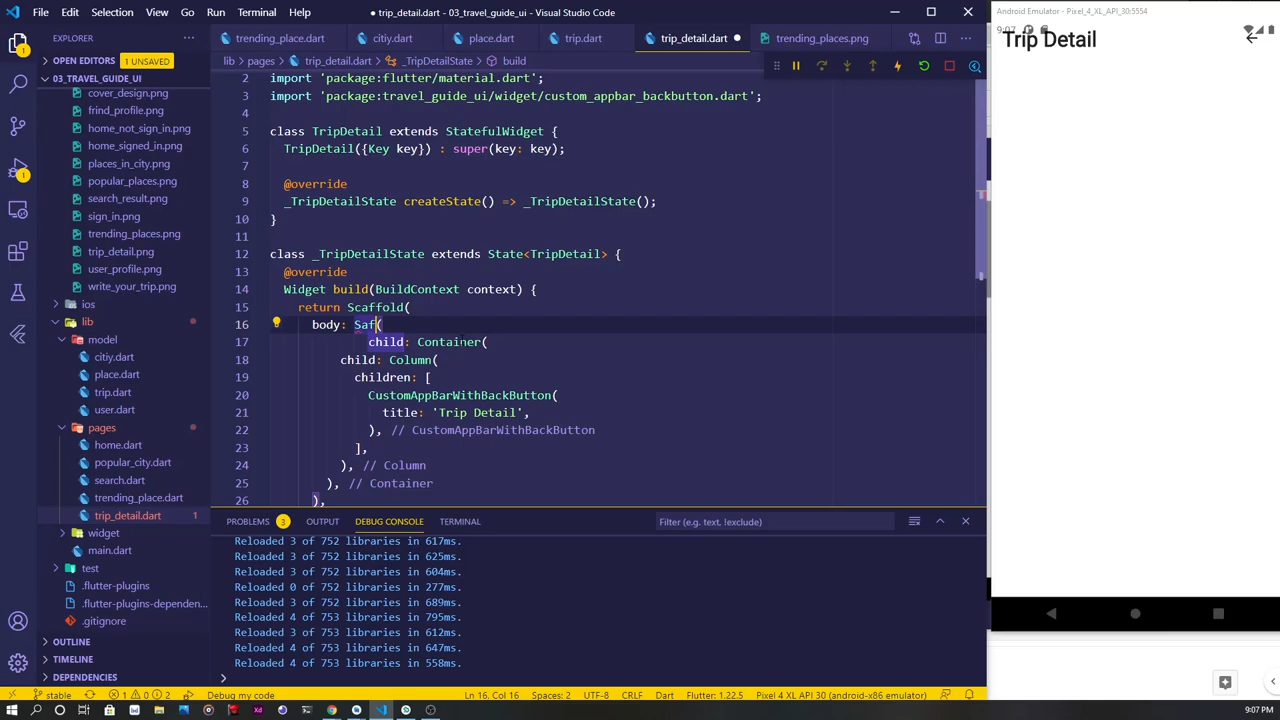 File Edit Selection View Go Run Terminal ● trip_detail.dart - 03_travel_guide_ui - Visual Studio Code...
Android Emulator - Pixel_4_XL_API_30:5554
9:07
Trip Detail
EXPLORER
trending_pl
citiy.dart
place.dart
trip.dart
trip_detail.dart
trending_places.png
OPEN EDITORS 1 UNSAVED
lib > pages > trip_detail.dart > _TripDetailState > build
03_TRAVEL_GUIDE_UI
cover_design.png
frind_profile.png
home_not_sign_in.png
home_signed_in.png
places_in_city.png
popular_places.png
search_result.png
sign_in.png
trending_places.png
trip_detail.png
user_profile.png
write_your_trip.png
ios
lib
model
citiy.dart
place.dart
trip.dart
user.dart
pages
home.dart
popular_city.dart
search.dart
trending_place.dart
trip_detail.dart 1
widget
main.dart
test
.flutter-plugins
.flutter-plugins-dependen...
.gitignore
OUTLINE
TIMELINE
DEPENDENCIES
2 import 'package:flutter/material.dart';
3 import 'package:travel_guide_ui/widget/custom_appbar_backbutton.dart';
4
5 class TripDetail extends StatefulWidget {
6 TripDetail({Key key}) : super(key: key);
7
8 @override
9 _TripDetailState createState() => _TripDetailState();
10 }
11
12 class _TripDetailState extends State<TripDetail> {
13 @override
14 Widget build(BuildContext context) {
15 return Scaffold(
16 body: Saf(
17 child: Container(
18 child: Column(
19 children: [
20 CustomAppBarWithBackButton(
21 title: 'Trip Detail',
22 ), // CustomAppBarWithBackButton
23 ],
24 ), // Column
25 ), // Container
26 ),
PROBLEMS 3 OUTPUT DEBUG CONSOLE TERMINAL
Filter (e.g. text, !exclude)
Reloaded 3 of 752 libraries in 617ms.
Reloaded 3 of 752 libraries in 625ms.
Reloaded 3 of 752 libraries in 604ms.
Reloaded 0 of 752 libraries in 277ms.
Reloaded 3 of 752 libraries in 689ms.
Reloaded 4 of 753 libraries in 795ms.
Reloaded 3 of 753 libraries in 612ms.
Reloaded 4 of 753 libraries in 647ms.
Reloaded 4 of 753 libraries in 558ms.
stable 1 0 2 Debug my code Ln 16, Col 16 Spaces: 2 UTF-8 CRLF Dart Flutter: 1.22.5 Pixel 4 XL API 30 (android-x86 emulator)
9:07 PM